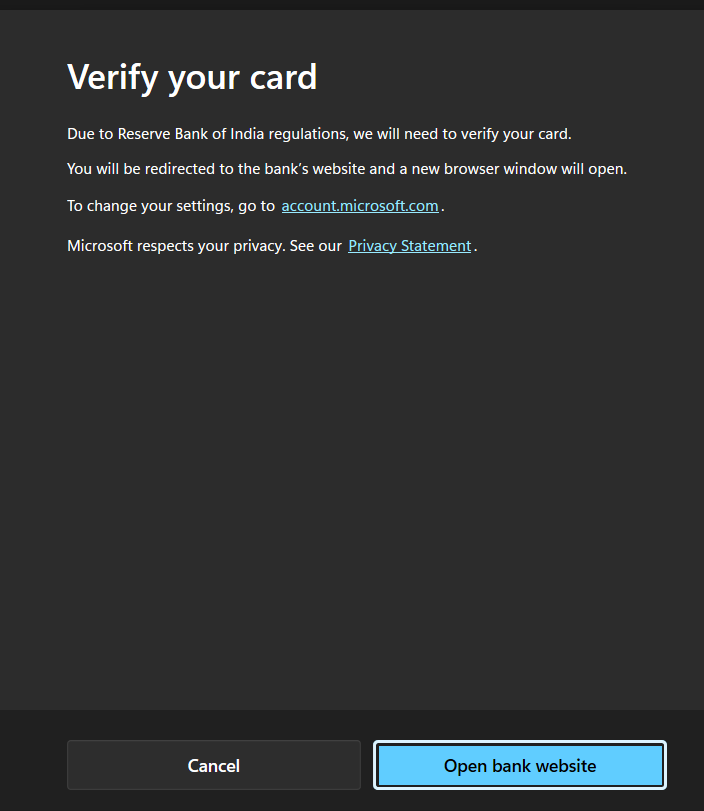 Verify your card
Due to Reserve Bank of India regulations, we will need to verify your card.
You will be redirected to the bank’s website and a new browser window will open.
To change your settings, go to account.microsoft.com.
Microsoft respects your privacy. See our Privacy Statement.
Cancel
Open bank website